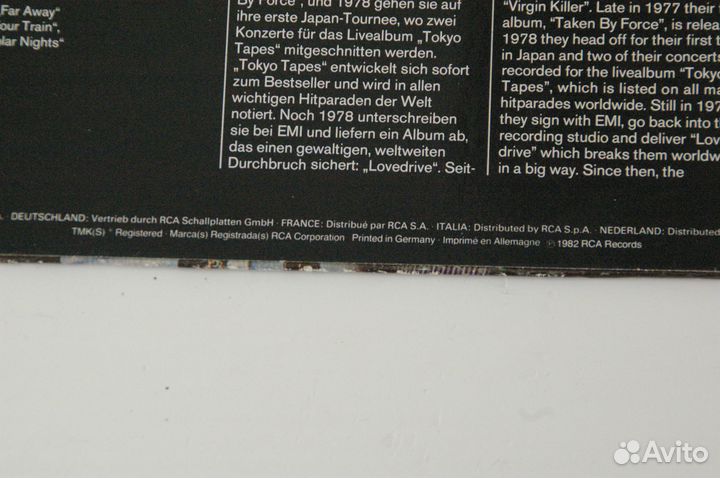 Far Away“
our Train“,
lar Nights“
By Force“, und 1978 gehen sie auf
ihre erste Japan-Tournee, wo zwei
Konzerte für das Livealbum „Tokyo
Tapes“ mitgeschnitten werden.
„Tokyo Tapes“ entwickelt sich sofort
zum Bestseller und wird in allen
wichtigen Hitparaden der Welt
notiert. Noch 1978 unterschreiben
sie bei EMI und liefern ein Album ab,
das einen gewaltigen, weltweiten
Durchbruch sichert: „Lovedrive“. Seit-
“Virgin Killer”. Late in 1977 their
album, “Taken By Force”, is relea
1978 they head off for their first t
in Japan and two of their concerts
recorded for the livealbum “Toky
Tapes”, which is listed on all ma
hitparades worldwide. Still in 197
they sign with EMI, go back into t
recording studio and deliver “Lov
drive” which breaks them worldw
in a big way. Since then, the
DEUTSCHLAND: Vertrieb durch RCA Schallplatten GmbH · FRANCE: Distribué par RCA S.A. · ITALIA: Distributed by RCA S.p.A. · NEDERLAND: Distributed
TMK(S) ® Registered · Marca(s) Registrada(s) RCA Corporation Printed in Germany · Imprimé en Allemagne ℗ 1982 RCA Records
Avito